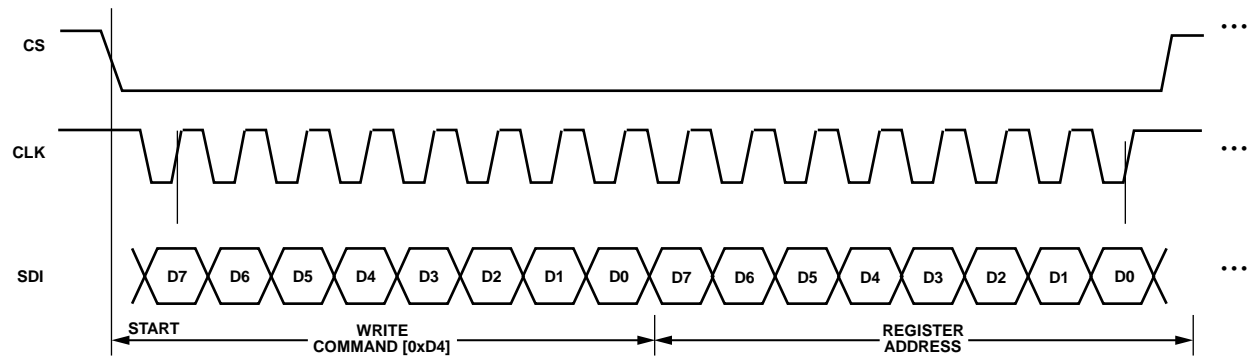 CS
...
CLK
...
SDI D7 D6 D5 D4 D3 D2 D1 D0 D7 D6 D5 D4 D3 D2 D1 D0 ...
START WRITE COMMAND [0xD4]
REGISTER ADDRESS